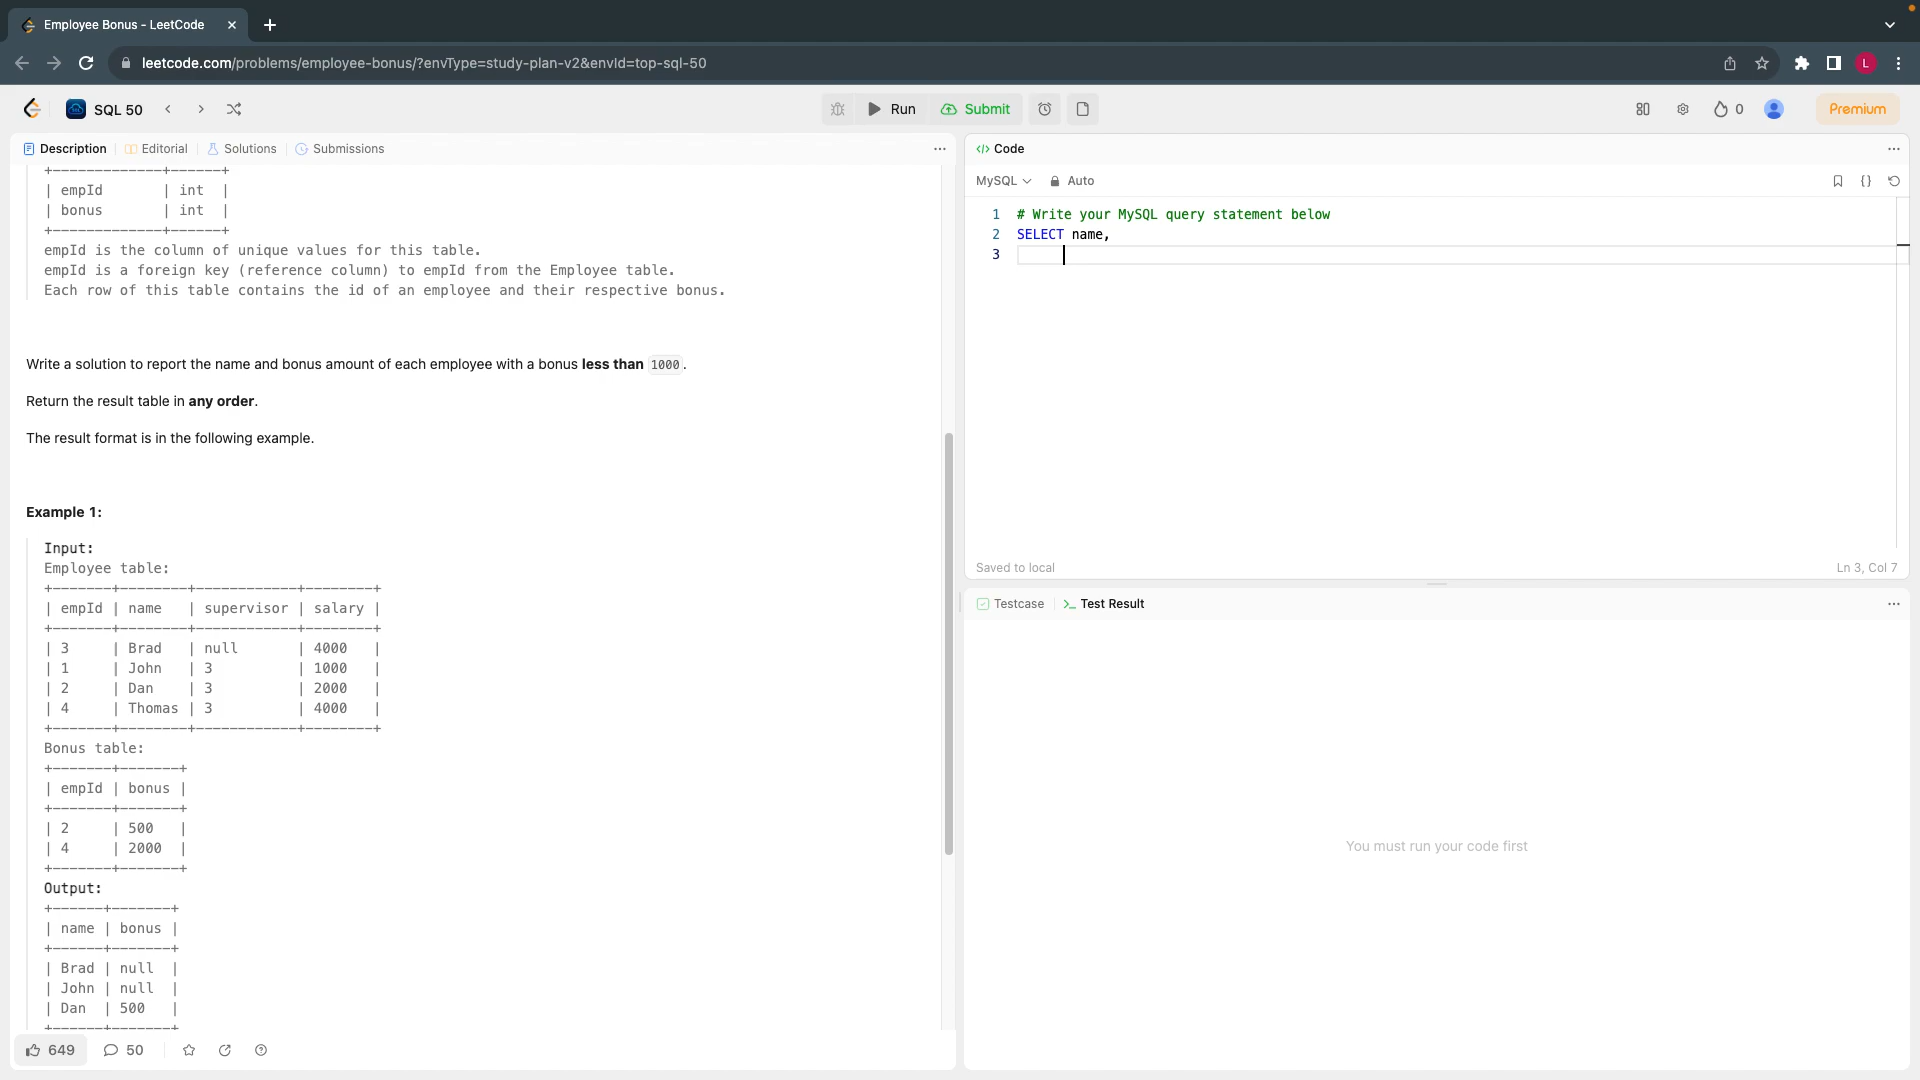 Employee Bonus - LeetCode
leetcode.com/problems/employee-bonus/?envType=study-plan-v2&envId=top-sql-50
L
SQL 50
Run
Submit
0
Premium
Description
Editorial
Solutions
Submissions
+-------------+------+
| empId       | int  |
| bonus       | int  |
+-------------+------+
empId is the column of unique values for this table.
empId is a foreign key (reference column) to empId from the Employee table.
Each row of this table contains the id of an employee and their respective bonus.
Write a solution to report the name and bonus amount of each employee with a bonus less than 1000.
Return the result table in any order.
The result format is in the following example.
Example 1:
Input:
Employee table:
+-------+--------+------------+--------+
| empId | name   | supervisor | salary |
+-------+--------+------------+--------+
| 3     | Brad   | null       | 4000   |
| 1     | John   | 3          | 1000   |
| 2     | Dan    | 3          | 2000   |
| 4     | Thomas | 3          | 4000   |
+-------+--------+------------+--------+
Bonus table:
+-------+-------+
| empId | bonus |
+-------+-------+
| 2     | 500   |
| 4     | 2000  |
+-------+-------+
Output:
+------+-------+
| name | bonus |
+------+-------+
| Brad | null  |
| John | null  |
| Dan  | 500   |
+------+-------+
649
50
</> Code
MySQL
Auto
{}
1 # Write your MySQL query statement below
2 SELECT name,
3
Saved to local
Ln 3, Col 7
Testcase
>_ Test Result
You must run your code first